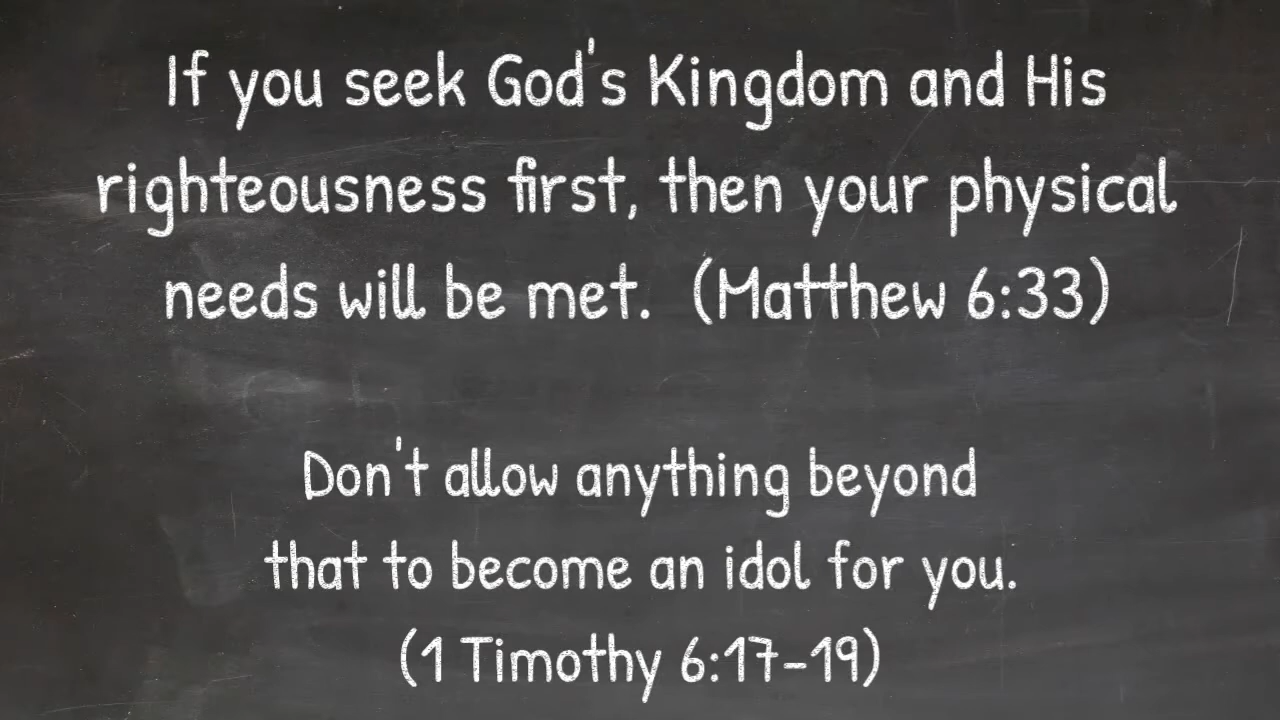 If you seek God's Kingdom and His
righteousness first, then your physical
needs will be met.  (Matthew 6:33)
Don't allow anything beyond
that to become an idol for you.
(1 Timothy 6:17-19)